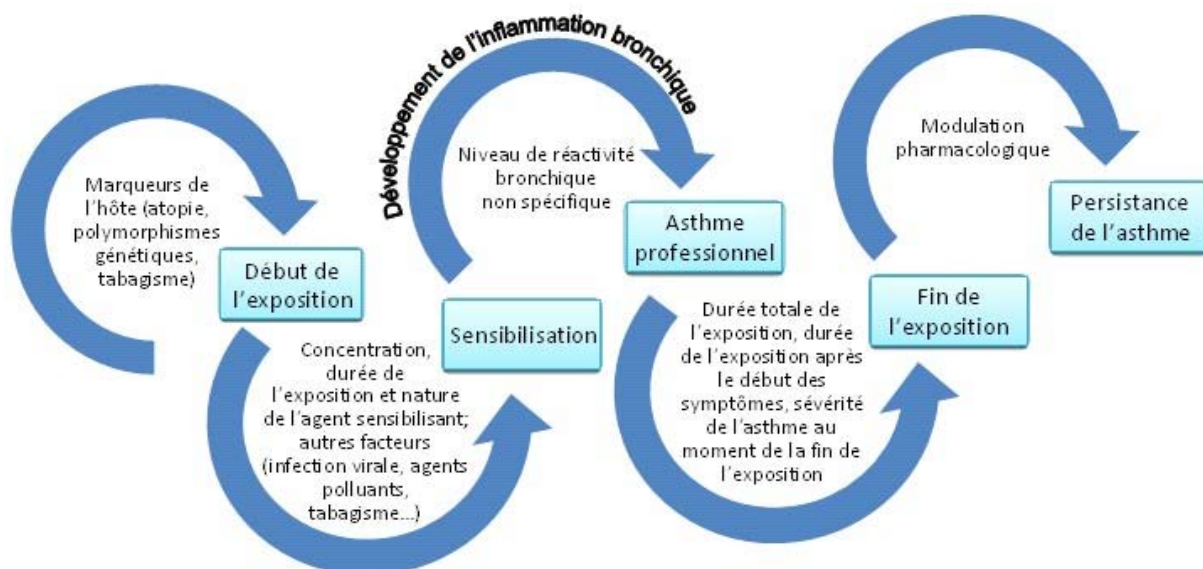 Marqueurs de
l'hôte (atopie,
polymorphismes
génétiques,
tabagisme)
Début de
l'exposition
Concentration,
durée de
l'exposition et nature
de l'agent sensibilisant;
autres facteurs
(infection virale, agents
polluants,
tabagisme...)
Sensibilisation
Développement de l'inflammation bronchique
Niveau de réactivité
bronchique
non spécifique
Asthme
professionnel
Durée totale de
l'exposition, durée
de l'exposition après
le début des
symptômes, sévérité
de l'asthme au
moment de la fin de
l'exposition
Fin de
l'exposition
Modulation
pharmacologique
Persistance
de l'asthme